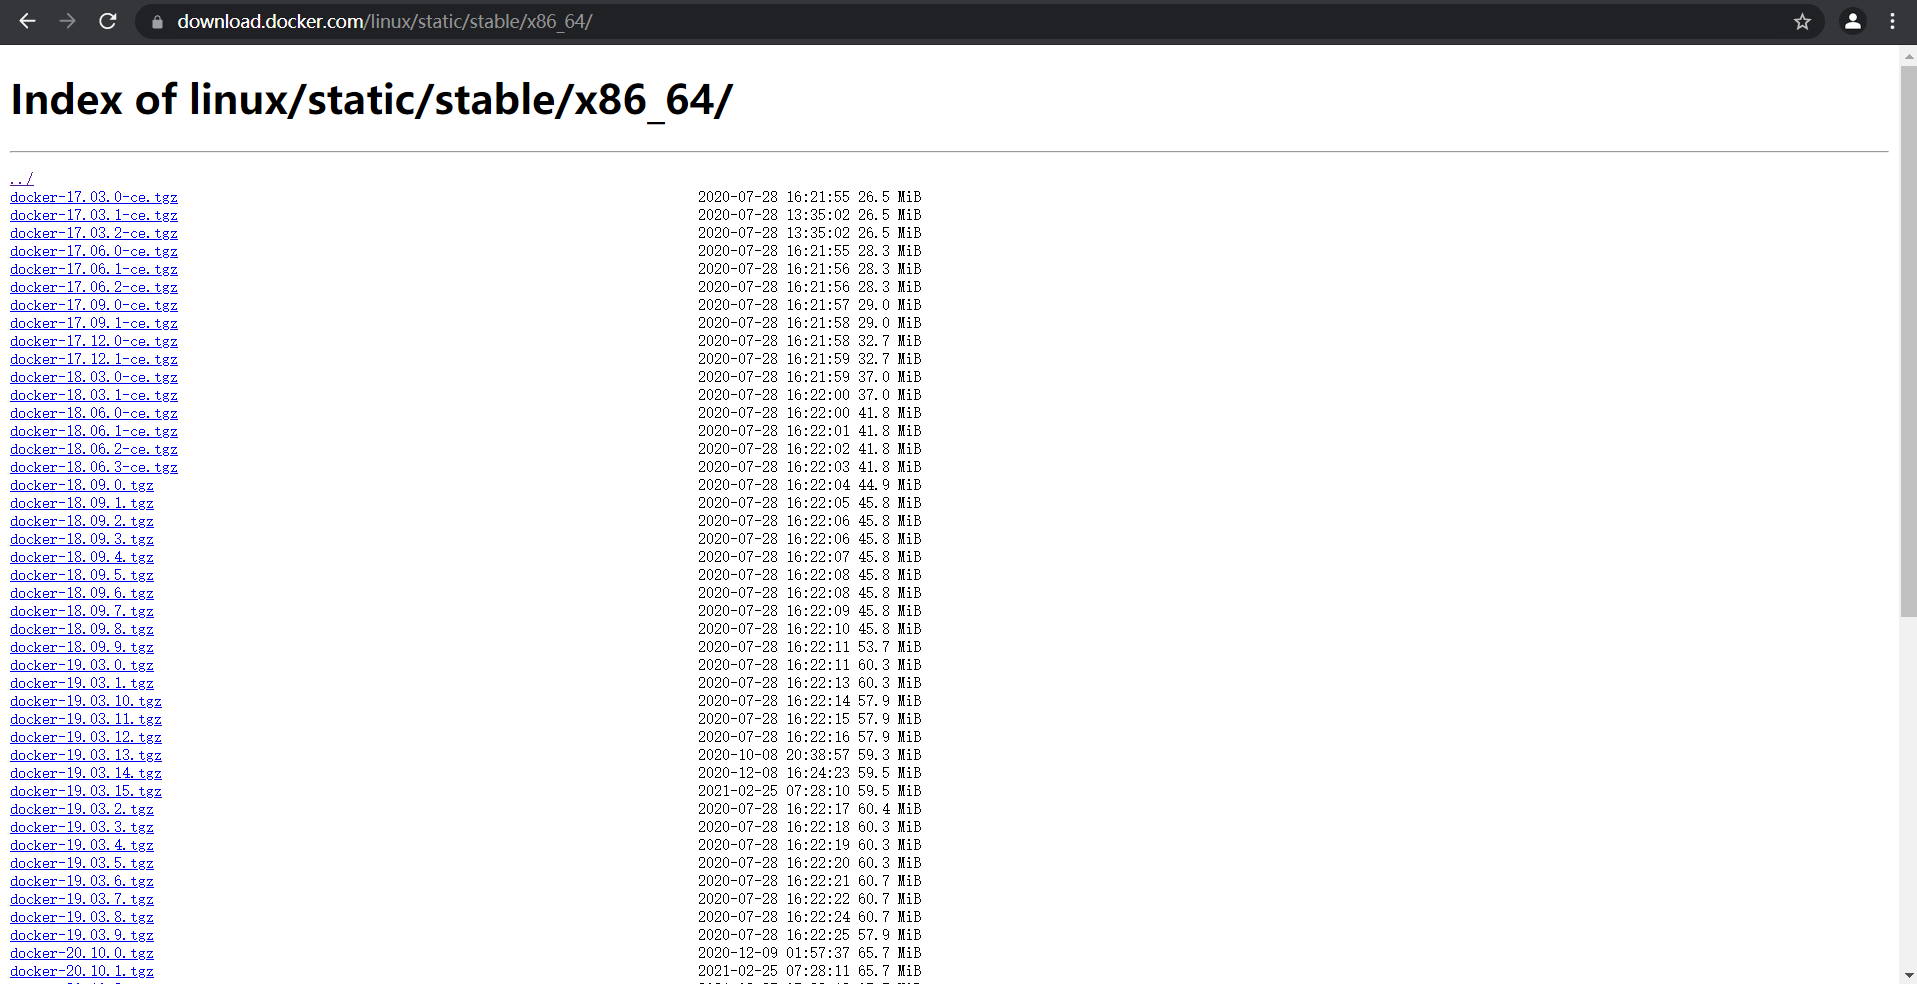 download.docker.com/linux/static/stable/x86_64/
Index of linux/static/stable/x86_64/
../
docker-17.03.0-ce.tgz 2020-07-28 16:21:55 26.5 MiB
docker-17.03.1-ce.tgz 2020-07-28 13:35:02 26.5 MiB
docker-17.03.2-ce.tgz 2020-07-28 13:35:02 26.5 MiB
docker-17.06.0-ce.tgz 2020-07-28 16:21:55 28.3 MiB
docker-17.06.1-ce.tgz 2020-07-28 16:21:56 28.3 MiB
docker-17.06.2-ce.tgz 2020-07-28 16:21:56 28.3 MiB
docker-17.09.0-ce.tgz 2020-07-28 16:21:57 29.0 MiB
docker-17.09.1-ce.tgz 2020-07-28 16:21:58 29.0 MiB
docker-17.12.0-ce.tgz 2020-07-28 16:21:58 32.7 MiB
docker-17.12.1-ce.tgz 2020-07-28 16:21:59 32.7 MiB
docker-18.03.0-ce.tgz 2020-07-28 16:21:59 37.0 MiB
docker-18.03.1-ce.tgz 2020-07-28 16:22:00 37.0 MiB
docker-18.06.0-ce.tgz 2020-07-28 16:22:00 41.8 MiB
docker-18.06.1-ce.tgz 2020-07-28 16:22:01 41.8 MiB
docker-18.06.2-ce.tgz 2020-07-28 16:22:02 41.8 MiB
docker-18.06.3-ce.tgz 2020-07-28 16:22:03 41.8 MiB
docker-18.09.0.tgz 2020-07-28 16:22:04 44.9 MiB
docker-18.09.1.tgz 2020-07-28 16:22:05 45.8 MiB
docker-18.09.2.tgz 2020-07-28 16:22:06 45.8 MiB
docker-18.09.3.tgz 2020-07-28 16:22:06 45.8 MiB
docker-18.09.4.tgz 2020-07-28 16:22:07 45.8 MiB
docker-18.09.5.tgz 2020-07-28 16:22:08 45.8 MiB
docker-18.09.6.tgz 2020-07-28 16:22:08 45.8 MiB
docker-18.09.7.tgz 2020-07-28 16:22:09 45.8 MiB
docker-18.09.8.tgz 2020-07-28 16:22:10 45.8 MiB
docker-18.09.9.tgz 2020-07-28 16:22:11 53.7 MiB
docker-19.03.0.tgz 2020-07-28 16:22:11 60.3 MiB
docker-19.03.1.tgz 2020-07-28 16:22:13 60.3 MiB
docker-19.03.10.tgz 2020-07-28 16:22:14 57.9 MiB
docker-19.03.11.tgz 2020-07-28 16:22:15 57.9 MiB
docker-19.03.12.tgz 2020-07-28 16:22:16 57.9 MiB
docker-19.03.13.tgz 2020-10-08 20:38:57 59.3 MiB
docker-19.03.14.tgz 2020-12-08 16:24:23 59.5 MiB
docker-19.03.15.tgz 2021-02-25 07:28:10 59.5 MiB
docker-19.03.2.tgz 2020-07-28 16:22:17 60.4 MiB
docker-19.03.3.tgz 2020-07-28 16:22:18 60.3 MiB
docker-19.03.4.tgz 2020-07-28 16:22:19 60.3 MiB
docker-19.03.5.tgz 2020-07-28 16:22:20 60.3 MiB
docker-19.03.6.tgz 2020-07-28 16:22:21 60.7 MiB
docker-19.03.7.tgz 2020-07-28 16:22:22 60.7 MiB
docker-19.03.8.tgz 2020-07-28 16:22:24 60.7 MiB
docker-19.03.9.tgz 2020-07-28 16:22:25 57.9 MiB
docker-20.10.0.tgz 2020-12-09 01:57:37 65.7 MiB
docker-20.10.1.tgz 2021-02-25 07:28:11 65.7 MiB